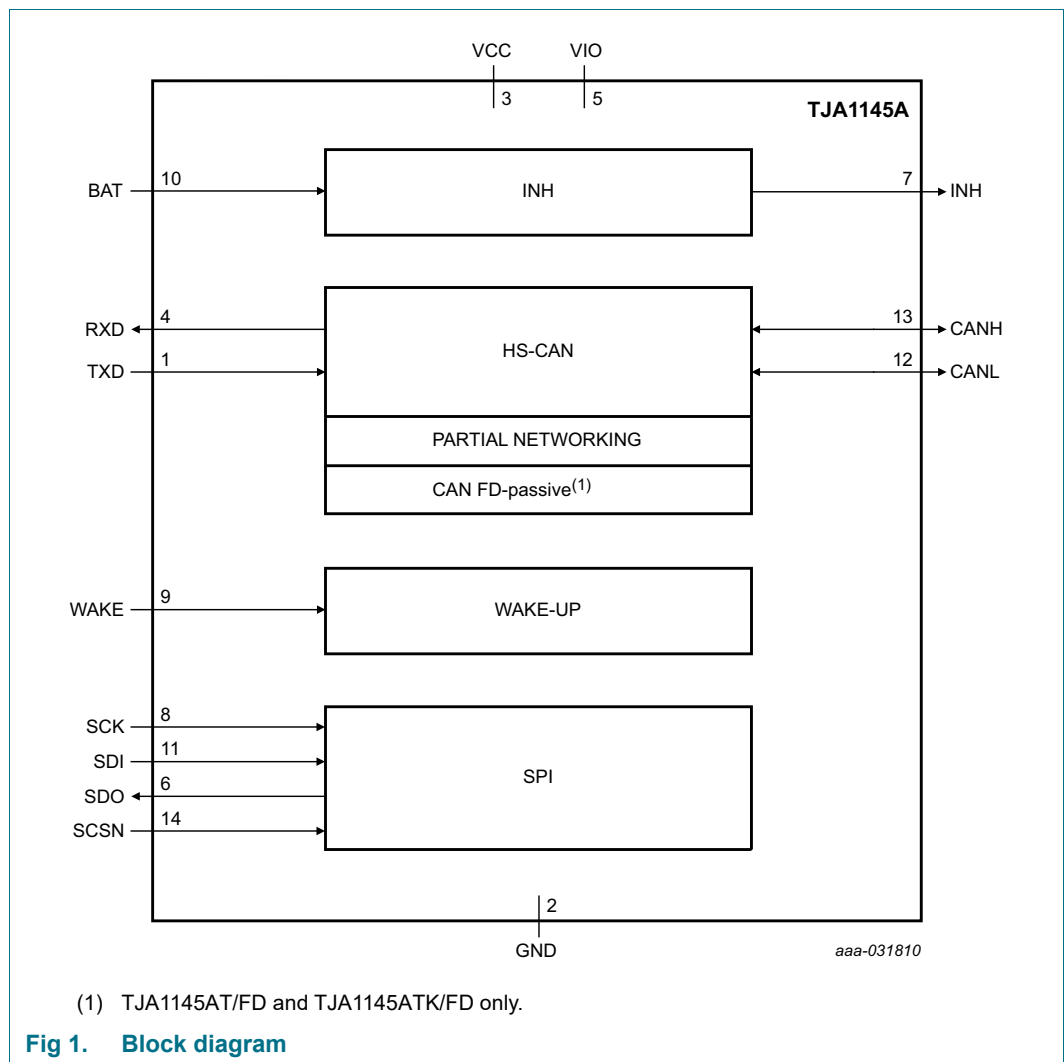 VCC VIO
3 5
TJA1145A
BAT 10 INH 7 INH
RXD 4 13 CANH
HS-CAN
TXD 1 12 CANL
PARTIAL NETWORKING
CAN FD-passive(1)
WAKE 9 WAKE-UP
SCK 8
SDI 11
SPI
SDO 6
SCSN 14
2
GND aaa-031810
(1) TJA1145AT/FD and TJA1145ATK/FD only.
Fig 1. Block diagram